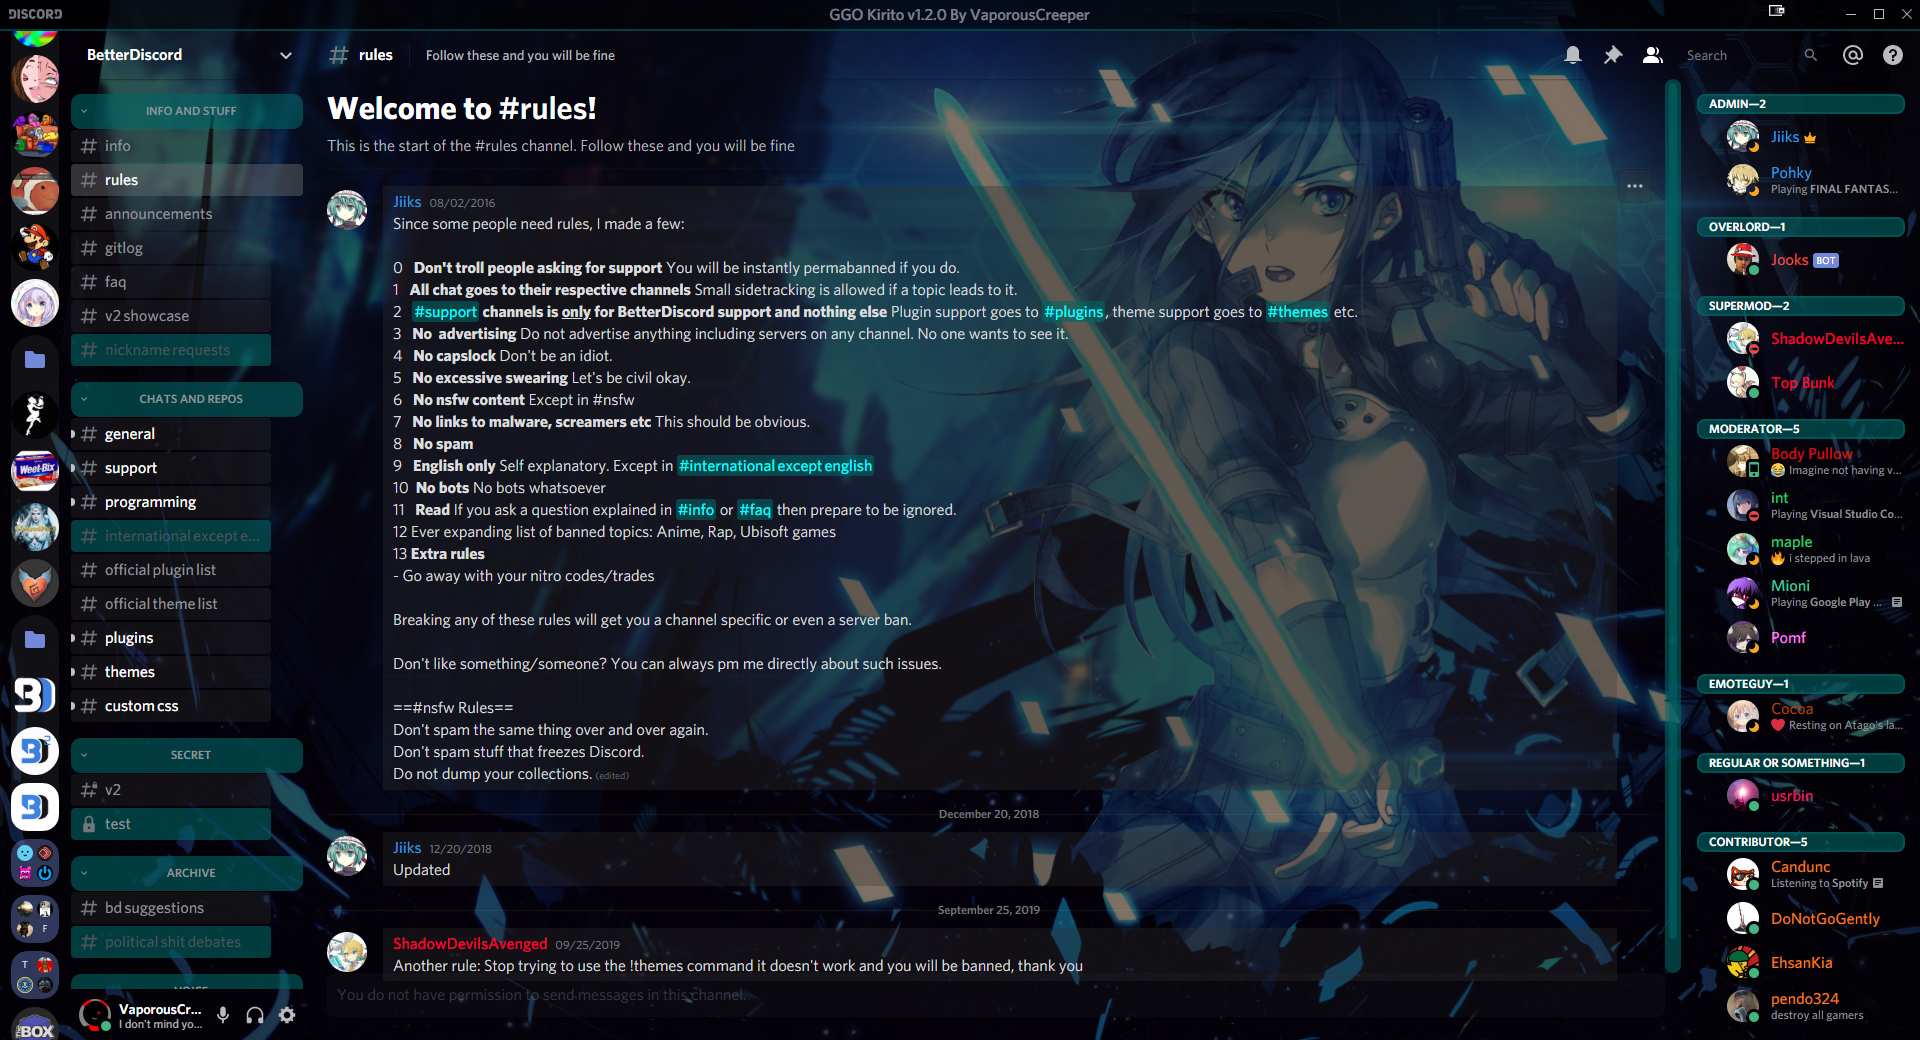 DISCORD
GGO Kirito v1.2.0 By VaporousCreeper
BetterDiscord
# rules
Follow these and you will be fine
Search
INFO AND STUFF
# info
# rules
# announcements
# gitlog
# faq
# v2 showcase
# nickname requests
CHATS AND REPOS
# general
# support
# programming
# international except e...
# official plugin list
# official theme list
# plugins
# themes
# custom css
SECRET
# v2
test
ARCHIVE
# bd suggestions
# political shit debates
VOICE
Weet-Bix
F
T
BOX
VaporousCr...
I don't mind yo...
Welcome to #rules!
This is the start of the #rules channel. Follow these and you will be fine
Jiiks 08/02/2016
Since some people need rules, I made a few:
0 Don't troll people asking for support You will be instantly permabanned if you do.
1 All chat goes to their respective channels Small sidetracking is allowed if a topic leads to it.
2 #support channels is only for BetterDiscord support and nothing else Plugin support goes to #plugins, theme support goes to #themes etc.
3 No advertising Do not advertise anything including servers on any channel. No one wants to see it.
4 No capslock Don't be an idiot.
5 No excessive swearing Let's be civil okay.
6 No nsfw content Except in #nsfw
7 No links to malware, screamers etc This should be obvious.
8 No spam
9 English only Self explanatory. Except in #international except english
10 No bots No bots whatsoever
11 Read If you ask a question explained in #info or #faq then prepare to be ignored.
12 Ever expanding list of banned topics: Anime, Rap, Ubisoft games
13 Extra rules
- Go away with your nitro codes/trades
Breaking any of these rules will get you a channel specific or even a server ban.
Don't like something/someone? You can always pm me directly about such issues.
==#nsfw Rules==
Don't spam the same thing over and over again.
Don't spam stuff that freezes Discord.
Do not dump your collections. (edited)
December 20, 2018
Jiiks 12/20/2018
Updated
September 25, 2019
ShadowDevilsAvenged 09/25/2019
Another rule: Stop trying to use the !themes command it doesn't work and you will be banned, thank you
You do not have permission to send messages in this channel.
ADMIN—2
Jiiks
Pohky
Playing FINAL FANTAS...
OVERLORD—1
Jooks BOT
SUPERMOD—2
ShadowDevilsAve...
Top Bunk
MODERATOR—5
Body Pullow
Imagine not having v...
int
Playing Visual Studio Co...
maple
i stepped in lava
Mioni
Playing Google Play ...
Pomf
EMOTEGUY—1
Cocoa
Resting on Atago's la...
REGULAR OR SOMETHING—1
usrbin
CONTRIBUTOR—5
Candunc
Listening to Spotify
DoNotGoGently
EhsanKia
pendo324
destroy all gamers